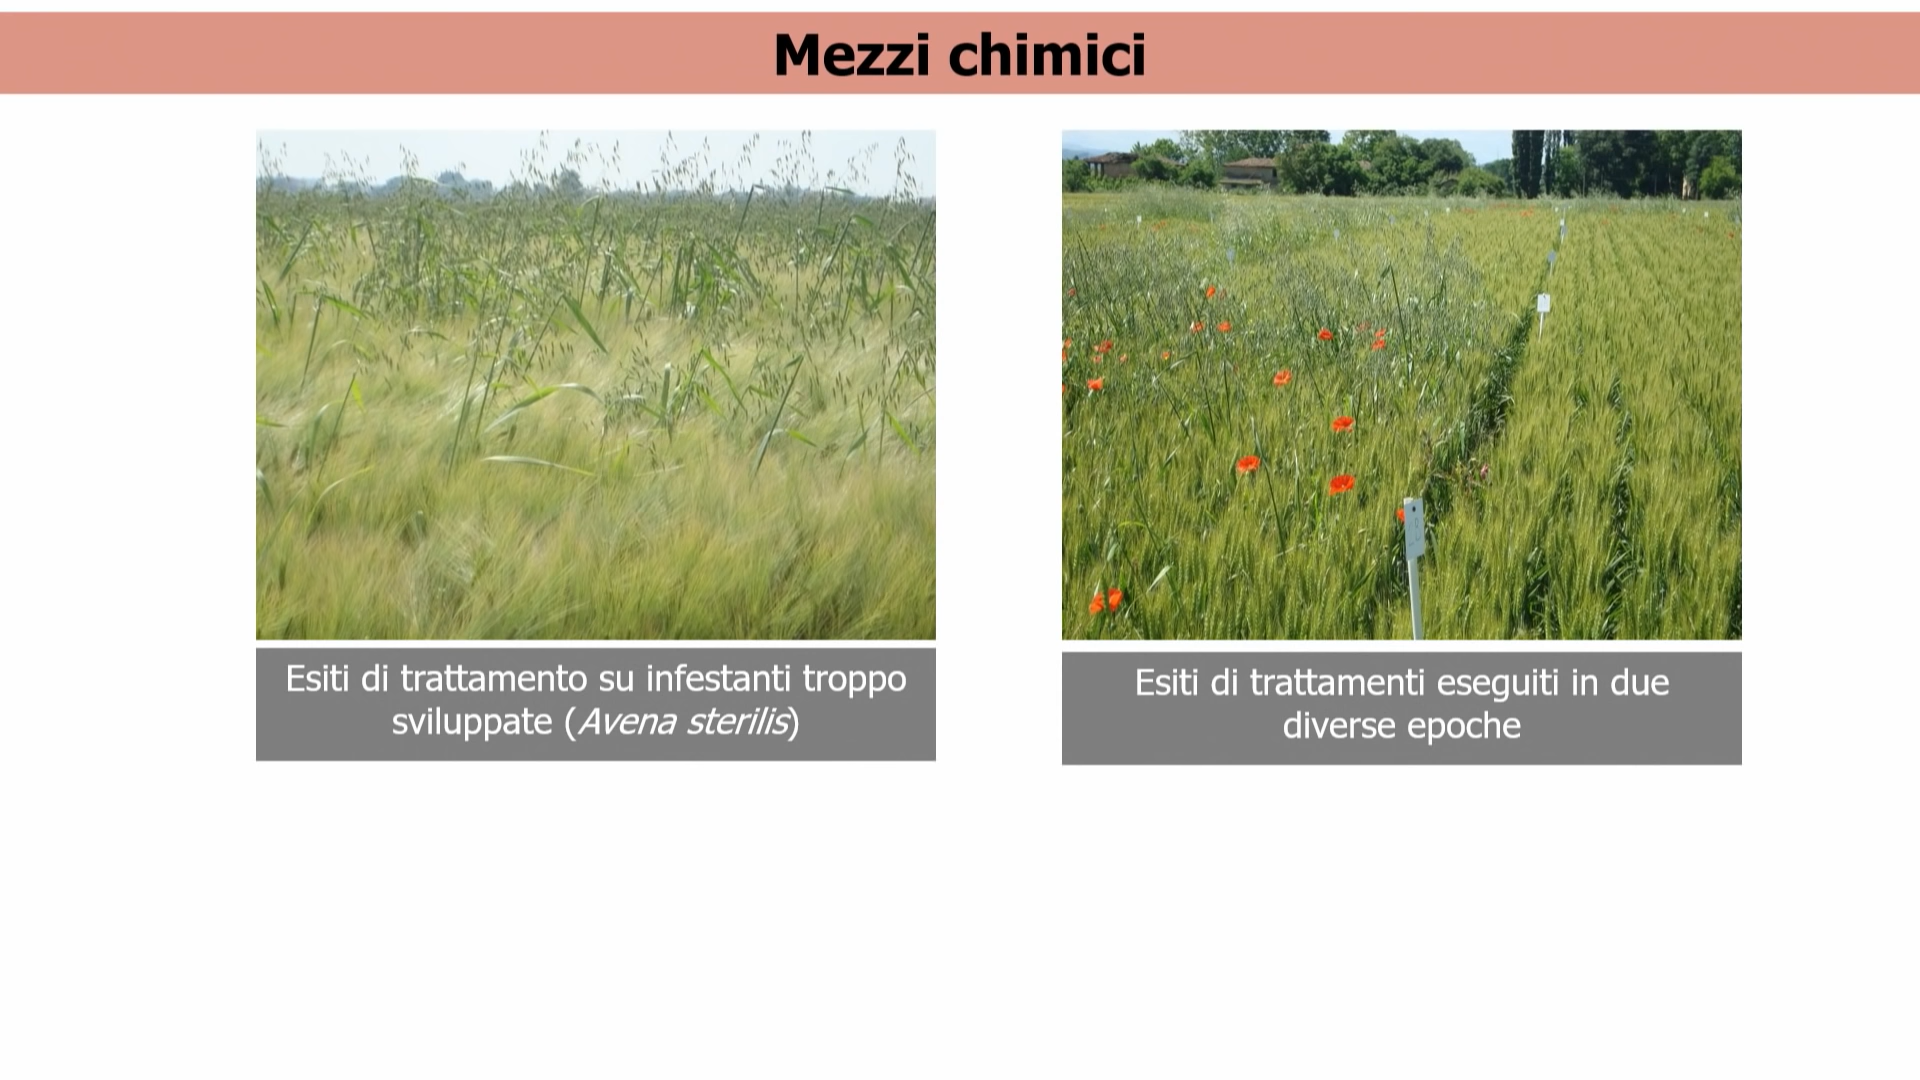 Mezzi chimici
Esiti di trattamento su infestanti troppo
sviluppate (Avena sterilis)
Esiti di trattamenti eseguiti in due
diverse epoche